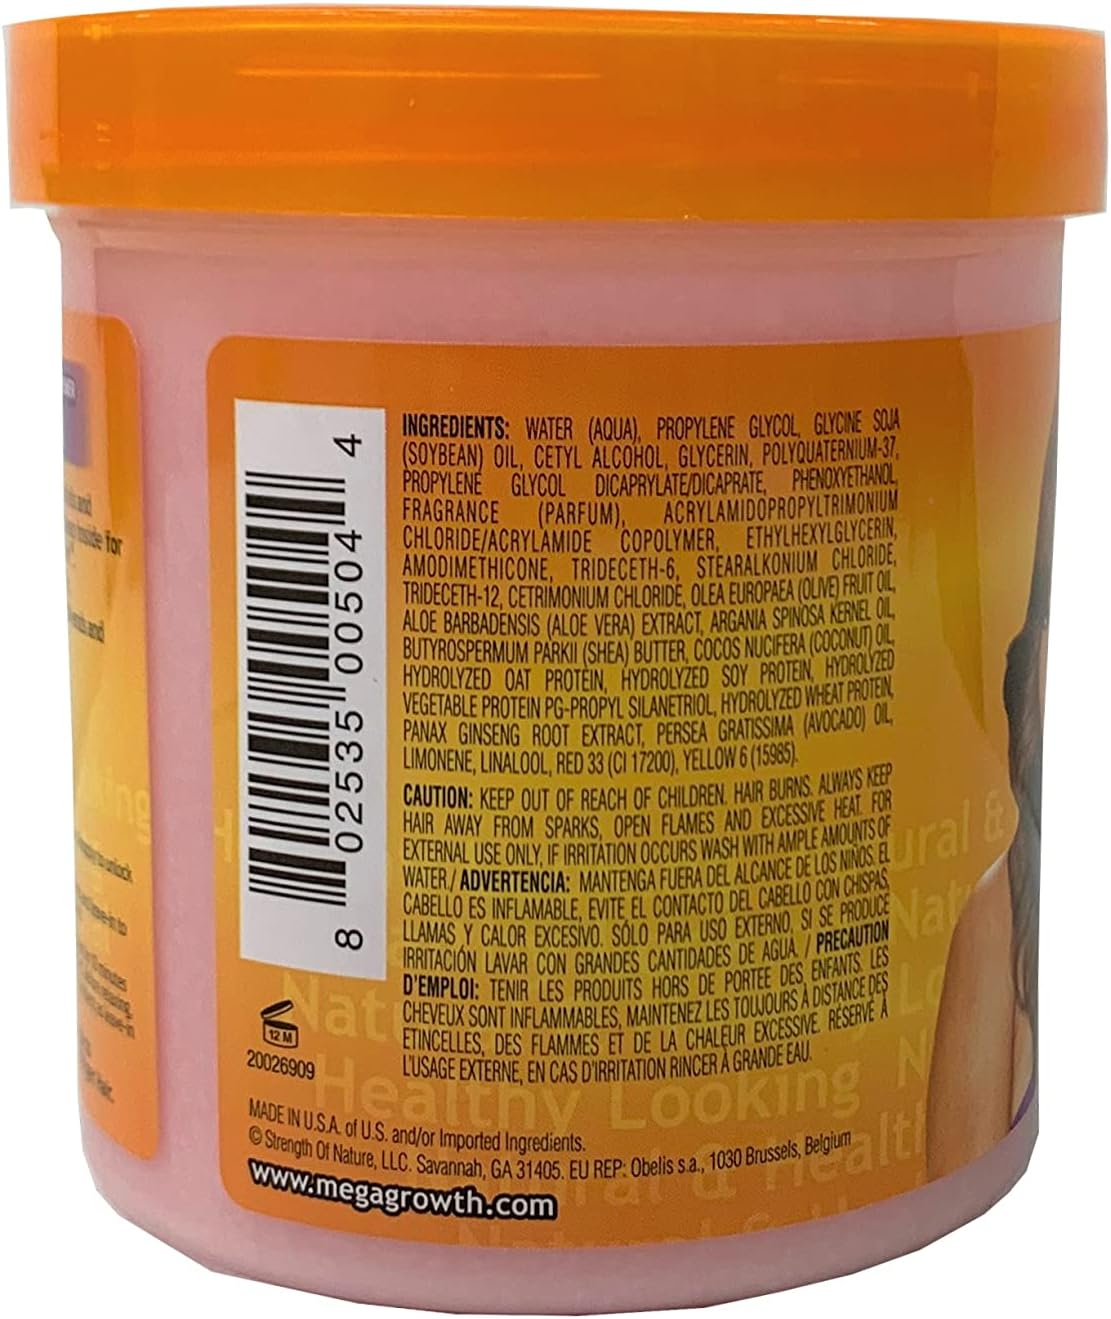 INGREDIENTS: WATER (AQUA), PROPYLENE GLYCOL, GLYCINE SOJA
(SOYBEAN) OIL, CETYL ALCOHOL, GLYCERIN, POLYQUATERNIUM-37,
PROPYLENE GLYCOL DICAPRYLATE/DICAPRATE, PHENOXYETHANOL,
FRAGRANCE (PARFUM), ACRYLAMIDOPROPYLTRIMONIUM
CHLORIDE/ACRYLAMIDE COPOLYMER, ETHYLHEXYLGLYCERIN,
AMODIMETHICONE, TRIDECETH-6, STEARALKONIUM CHLORIDE,
TRIDECETH-12, CETRIMONIUM CHLORIDE, OLEA EUROPAEA (OLIVE) FRUIT OIL,
ALOE BARBADENSIS (ALOE VERA) EXTRACT, ARGANIA SPINOSA KERNEL OIL,
BUTYROSPERMUM PARKII (SHEA) BUTTER, COCOS NUCIFERA (COCONUT) OIL,
HYDROLYZED OAT PROTEIN, HYDROLYZED SOY PROTEIN, HYDROLYZED
VEGETABLE PROTEIN PG-PROPYL SILANETRIOL, HYDROLYZED WHEAT PROTEIN,
PANAX GINSENG ROOT EXTRACT, PERSEA GRATISSIMA (AVOCADO) OIL,
LIMONENE, LINALOOL, RED 33 (CI 17200), YELLOW 6 (15985).
CAUTION: KEEP OUT OF REACH OF CHILDREN. HAIR BURNS. ALWAYS KEEP
HAIR AWAY FROM SPARKS, OPEN FLAMES AND EXCESSIVE HEAT. FOR
EXTERNAL USE ONLY, IF IRRITATION OCCURS WASH WITH AMPLE AMOUNTS OF
WATER./ ADVERTENCIA: MANTENGA FUERA DEL ALCANCE DE LOS NIÑOS. EL
CABELLO ES INFLAMABLE, EVITE EL CONTACTO DEL CABELLO CON CHISPAS,
LLAMAS Y CALOR EXCESIVO. SÓLO PARA USO EXTERNO, SI SE PRODUCE
IRRITACIÓN LAVAR CON GRANDES CANTIDADES DE AGUA. / PRECAUTION
D'EMPLOI: TENIR LES PRODUITS HORS DE PORTEE DES ENFANTS. LES
CHEVEUX SONT INFLAMMABLES, MAINTENEZ LES TOUJOURS À DISTANCE DES
ETINCELLES, DES FLAMMES ET DE LA CHALEUR EXCESSIVE. RÉSERVÉ À
L'USAGE EXTERNE, EN CAS D'IRRITATION RINCER À GRANDE EAU.
8 02535 00504 4
12 M
20026909
MADE IN U.S.A. of U.S. and/or Imported Ingredients.
© Strength Of Nature, LLC. Savannah, GA 31405. EU REP: Obelis s.a., 1030 Brussels, Belgium
www.megagrowth.com
Healthy Looking